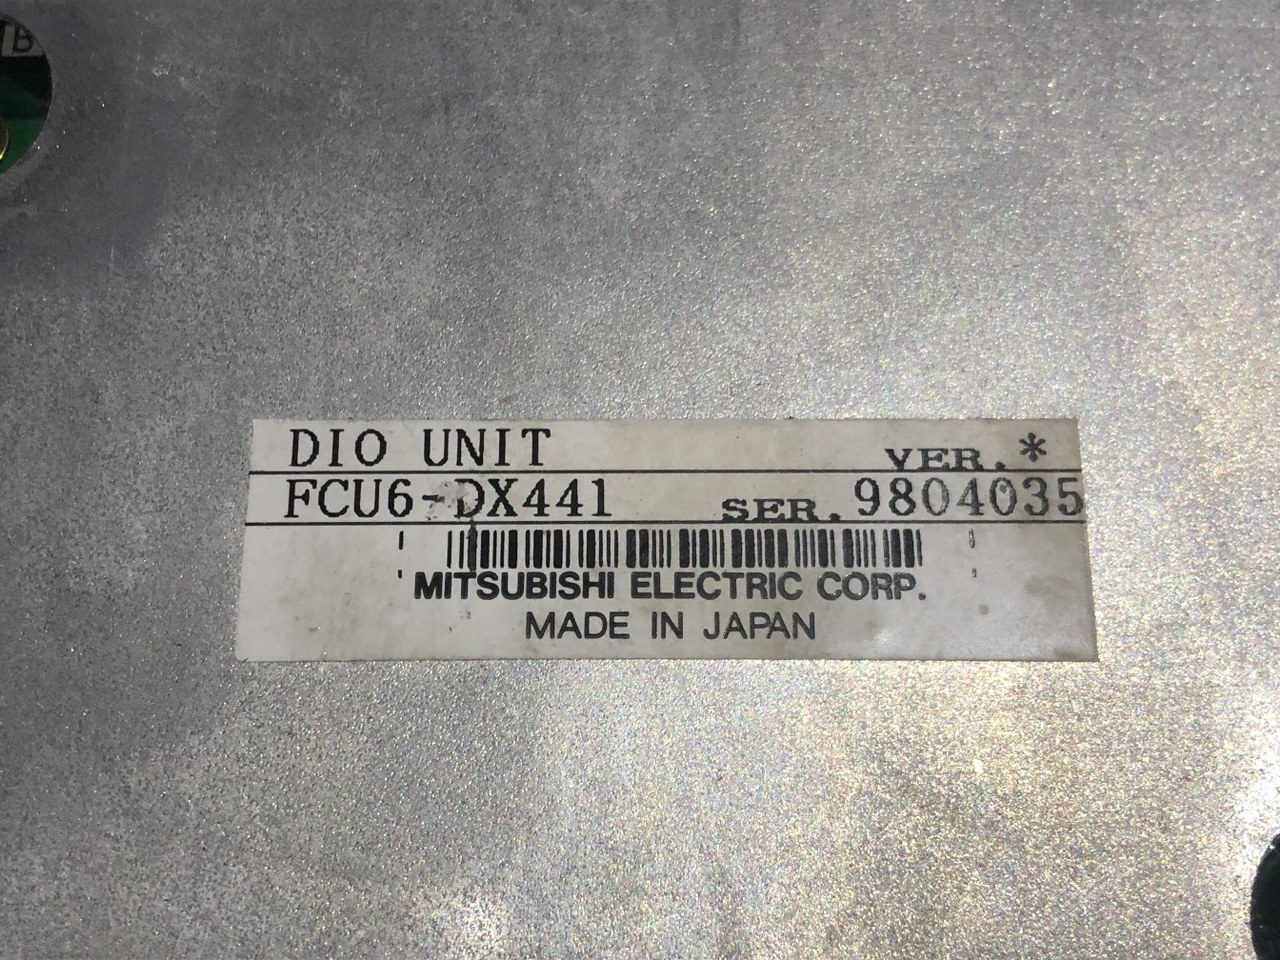 B
DIO UNIT VER. *
FCU6-DX441 SER. 9804035
MITSUBISHI ELECTRIC CORP.
MADE IN JAPAN